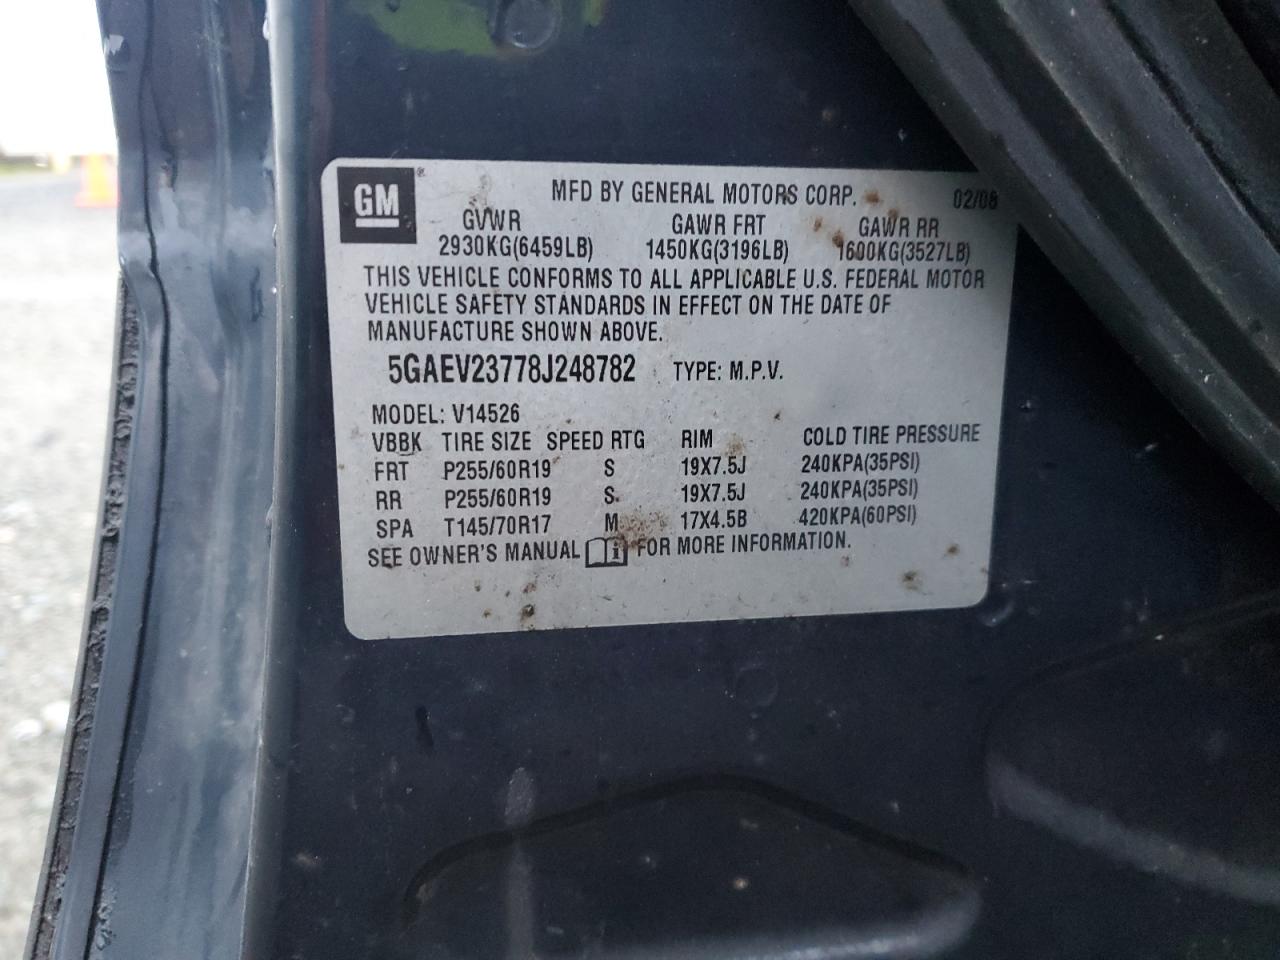 GM ® MFD BY GENERAL MOTORS CORP. 02/08
GVWR GAWR FRT GAWR RR
2930KG(6459LB) 1450KG(3196LB) 1600KG(3527LB)
THIS VEHICLE CONFORMS TO ALL APPLICABLE U.S. FEDERAL MOTOR
VEHICLE SAFETY STANDARDS IN EFFECT ON THE DATE OF
MANUFACTURE SHOWN ABOVE.
5GAEV23778J248782 TYPE: M.P.V.
MODEL: V14526
VBBK TIRE SIZE SPEED RTG RIM COLD TIRE PRESSURE
FRT P255/60R19 S 19X7.5J 240KPA(35PSI)
RR P255/60R19 S 19X7.5J 240KPA(35PSI)
SPA T145/70R17 M 17X4.5B 420KPA(60PSI)
SEE OWNER'S MANUAL i FOR MORE INFORMATION.